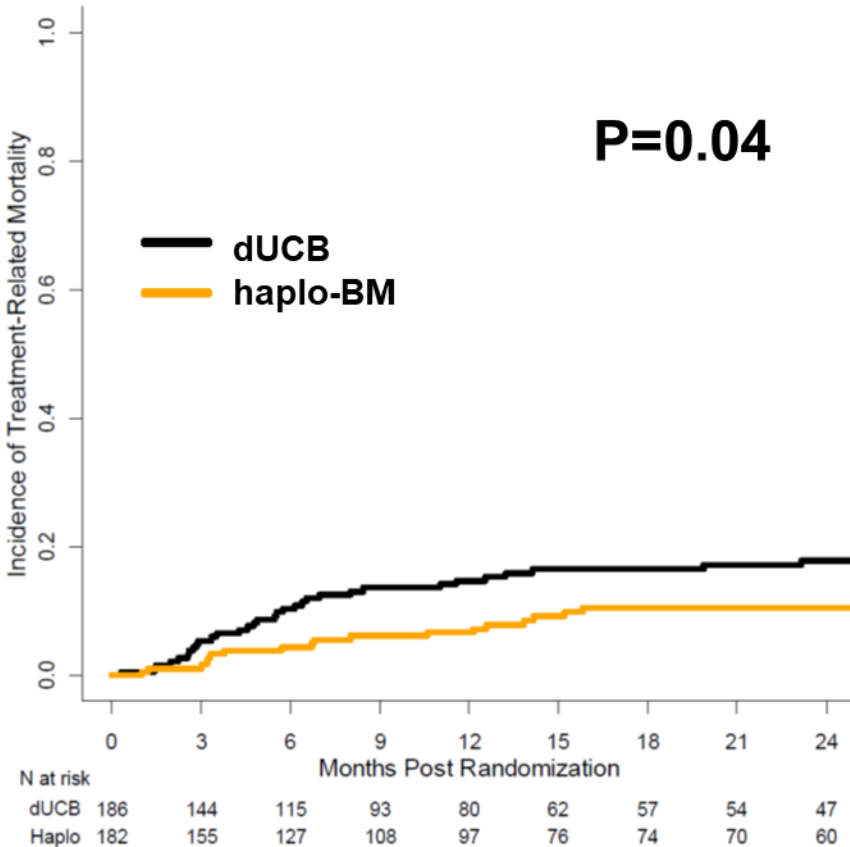 Incidence of Treatment-Related Mortality
1.0
0.8
0.6
0.4
0.2
0.0
P=0.04
dUCB
haplo-BM
0 3 6 9 12 15 18 21 24
Months Post Randomization
N at risk
dUCB 186 144 115 93 80 62 57 54 47
Haplo 182 155 127 108 97 76 74 70 60